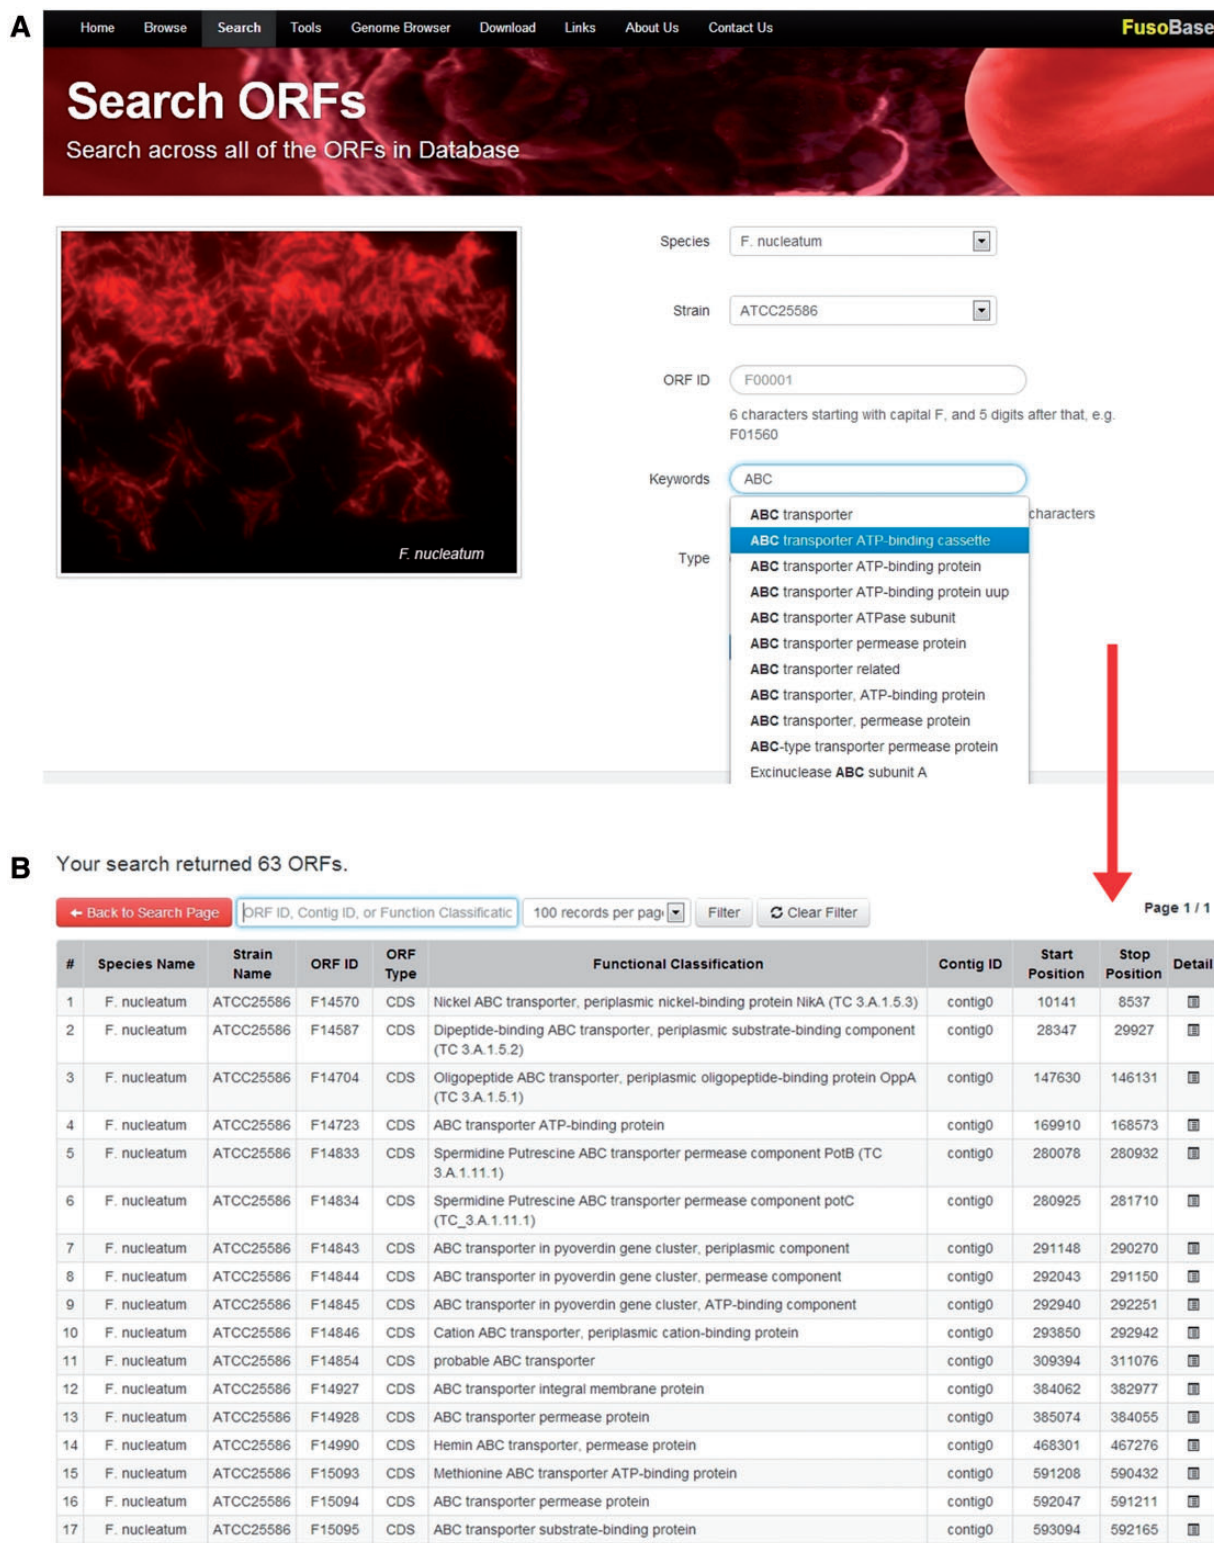 A
Home Browse Search Tools Genome Browser Download Links About Us Contact Us FusoBase
Search ORFs
Search across all of the ORFs in Database
F. nucleatum
Species F. nucleatum
Strain ATCC25586
ORF ID F00001
6 characters starting with capital F, and 5 digits after that, e.g.
F01560
Keywords ABC
characters
Type
ABC transporter
ABC transporter ATP-binding cassette
ABC transporter ATP-binding protein
ABC transporter ATP-binding protein uup
ABC transporter ATPase subunit
ABC transporter permease protein
ABC transporter related
ABC transporter, ATP-binding protein
ABC transporter, permease protein
ABC-type transporter permease protein
Excinuclease ABC subunit A
B
Your search returned 63 ORFs.
Back to Search Page ORF ID, Contig ID, or Function Classificatic 100 records per pag Filter Clear Filter Page 1 / 1
# Species Name Strain Name ORF ID ORF Type Functional Classification Contig ID Start Position Stop Position Detail
1 F. nucleatum ATCC25586 F14570 CDS Nickel ABC transporter, periplasmic nickel-binding protein NikA (TC 3.A.1.5.3) contig0 10141 8537
2 F. nucleatum ATCC25586 F14587 CDS Dipeptide-binding ABC transporter, periplasmic substrate-binding component contig0 28347 29927
(TC 3.A.1.5.2)
3 F. nucleatum ATCC25586 F14704 CDS Oligopeptide ABC transporter, periplasmic oligopeptide-binding protein OppA contig0 147630 146131
(TC 3.A.1.5.1)
4 F. nucleatum ATCC25586 F14723 CDS ABC transporter ATP-binding protein contig0 169910 168573
5 F. nucleatum ATCC25586 F14833 CDS Spermidine Putrescine ABC transporter permease component PotB (TC contig0 280078 280932
3.A.1.11.1)
6 F. nucleatum ATCC25586 F14834 CDS Spermidine Putrescine ABC transporter permease component potC contig0 280925 281710
(TC_3.A.1.11.1)
7 F. nucleatum ATCC25586 F14843 CDS ABC transporter in pyoverdin gene cluster, periplasmic component contig0 291148 290270
8 F. nucleatum ATCC25586 F14844 CDS ABC transporter in pyoverdin gene cluster, permease component contig0 292043 291150
9 F. nucleatum ATCC25586 F14845 CDS ABC transporter in pyoverdin gene cluster, ATP-binding component contig0 292940 292251
10 F. nucleatum ATCC25586 F14846 CDS Cation ABC transporter, periplasmic cation-binding protein contig0 293850 292942
11 F. nucleatum ATCC25586 F14854 CDS probable ABC transporter contig0 309394 311076
12 F. nucleatum ATCC25586 F14927 CDS ABC transporter integral membrane protein contig0 384062 382977
13 F. nucleatum ATCC25586 F14928 CDS ABC transporter permease protein contig0 385074 384055
14 F. nucleatum ATCC25586 F14990 CDS Hemin ABC transporter, permease protein contig0 468301 467276
15 F. nucleatum ATCC25586 F15093 CDS Methionine ABC transporter ATP-binding protein contig0 591208 590432
16 F. nucleatum ATCC25586 F15094 CDS ABC transporter permease protein contig0 592047 591211
17 F. nucleatum ATCC25586 F15095 CDS ABC transporter substrate-binding protein contig0 593094 592165